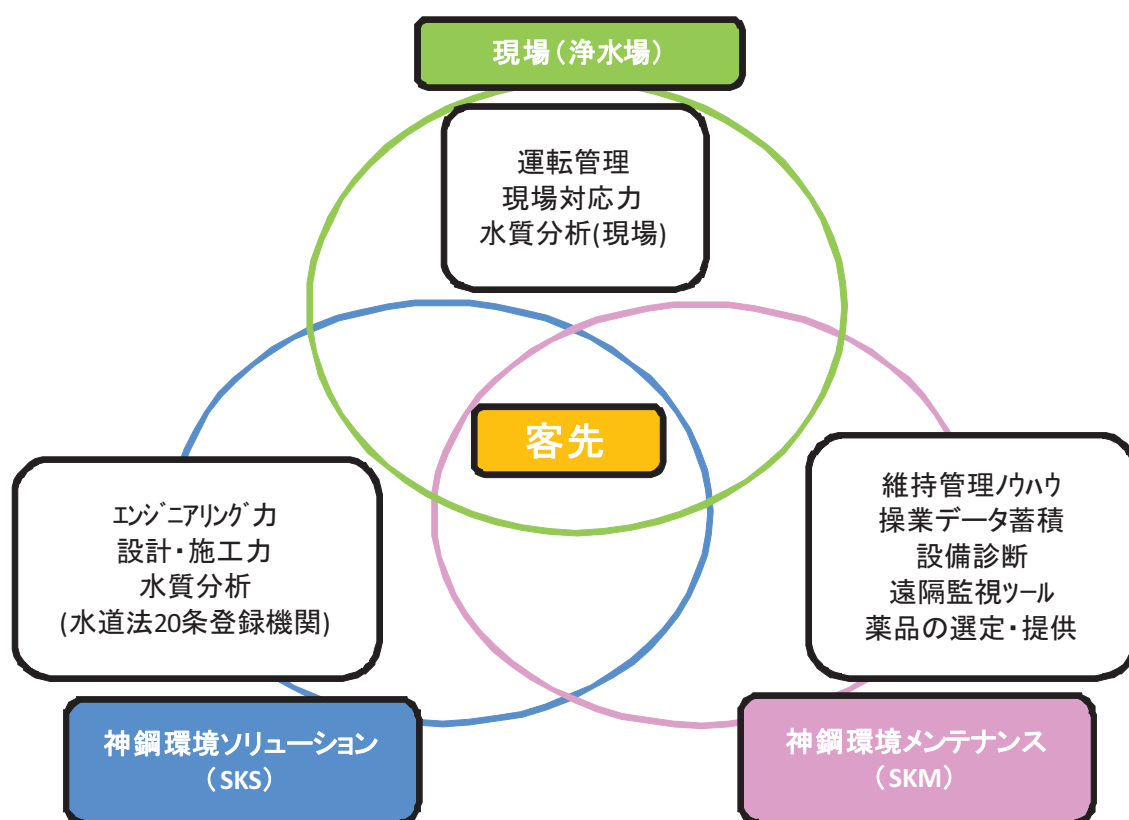 現場（浄水場）
運転管理
現場対応力
水質分析(現場)
客先
ｴﾝｼﾞﾆｱﾘﾝｸﾞ力
設計・施工力
水質分析
(水道法20条登録機関)
維持管理ﾉｳﾊｳ
操業データ蓄積
設備診断
遠隔監視ﾂｰﾙ
薬品の選定・提供
神鋼環境ソリューション
（SKS）
神鋼環境メンテナンス
（SKM）